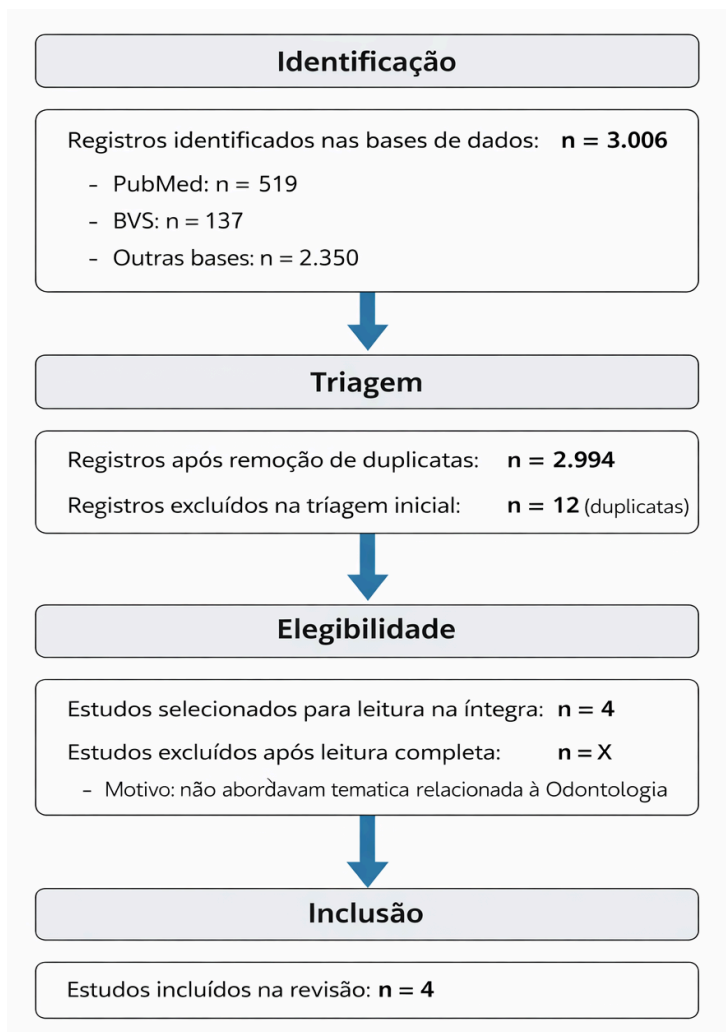 Identificação
Registros identificados nas bases de dados: n = 3.006
- PubMed: n = 519
- BVS: n = 137
- Outras bases: n = 2.350
Triagem
Registros após remoção de duplicatas: n = 2.994
Registros excluídos na tríagem inicial: n = 12 (duplicatas)
Elegibilidade
Estudos selecionados para leitura na íntegra: n = 4
Estudos excluídos após leitura completa: n = X
- Motivo: não abordavam tematica relacionada à Odontologia
Inclusão
Estudos incluídos na revisão: n = 4